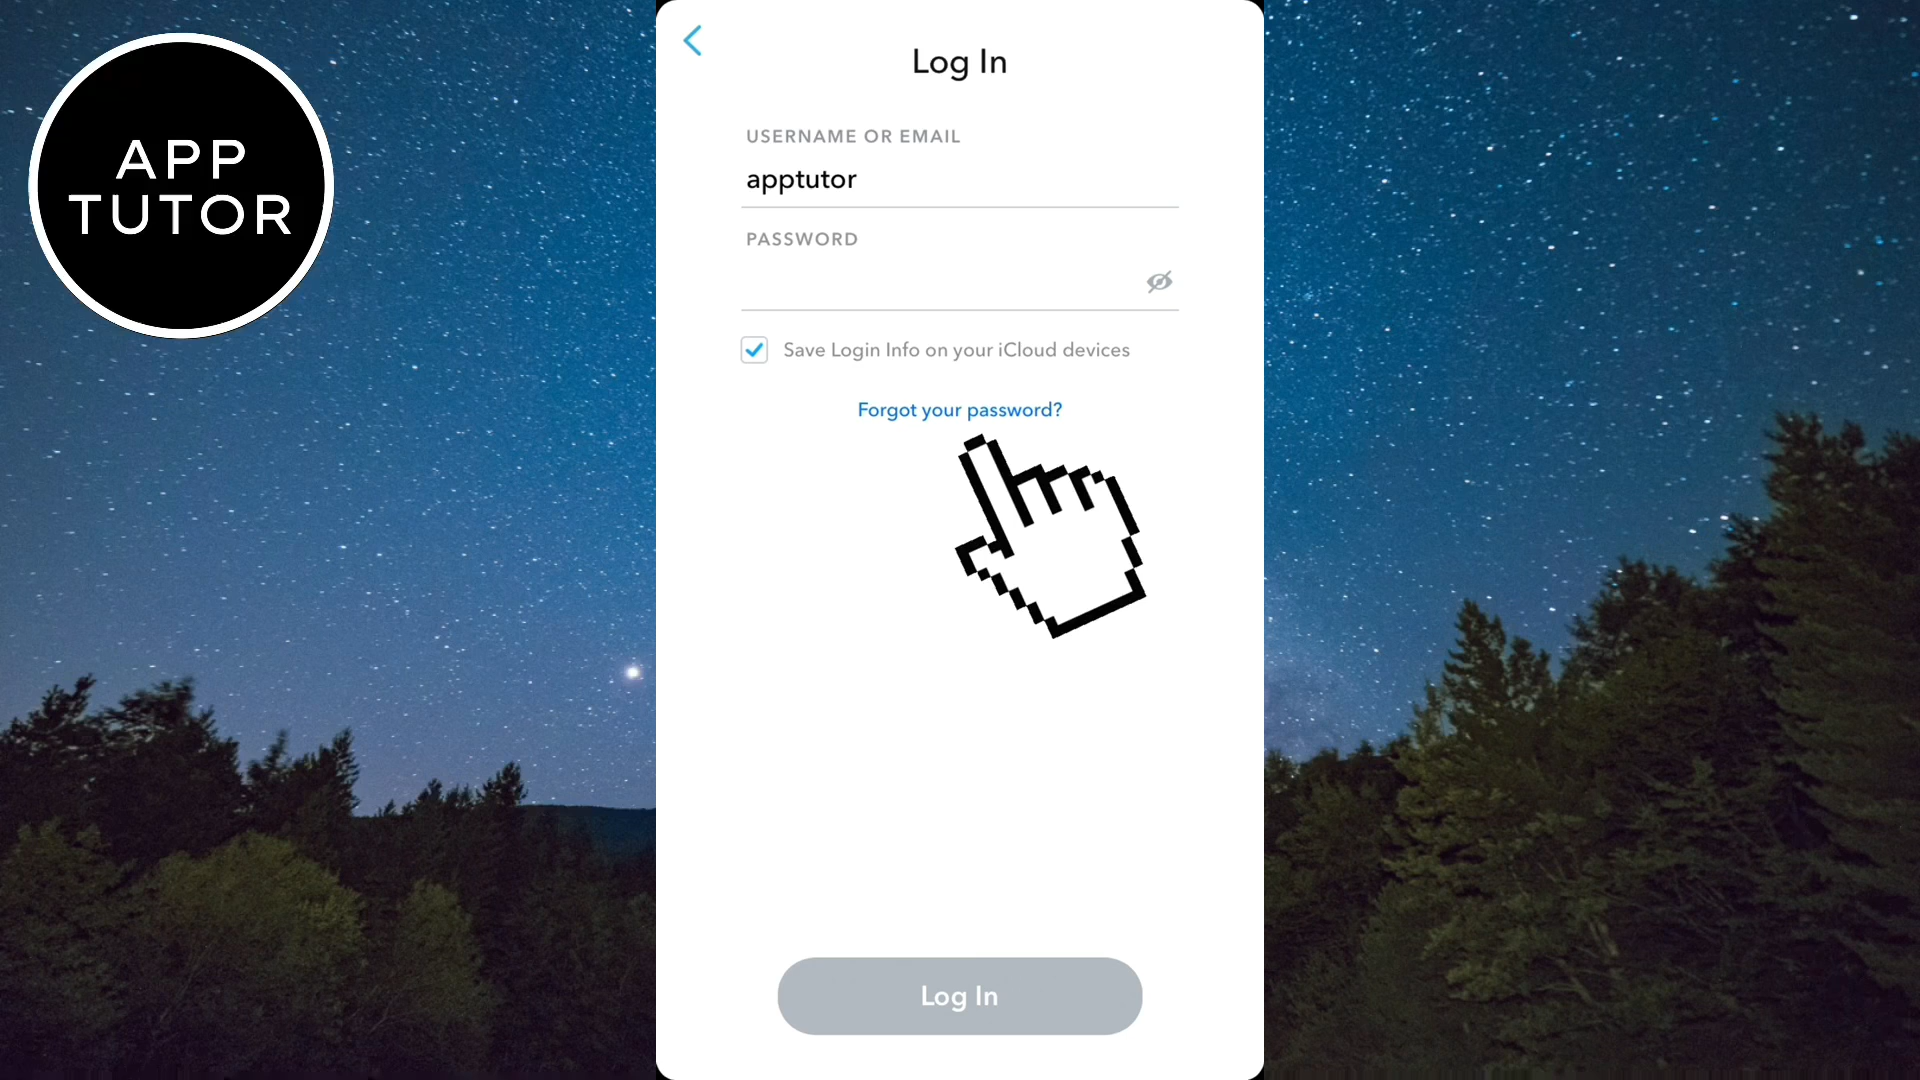 APP
TUTOR
Log In
USERNAME OR EMAIL
apptutor
PASSWORD
Save Login Info on your iCloud devices
Forgot your password?
Log In